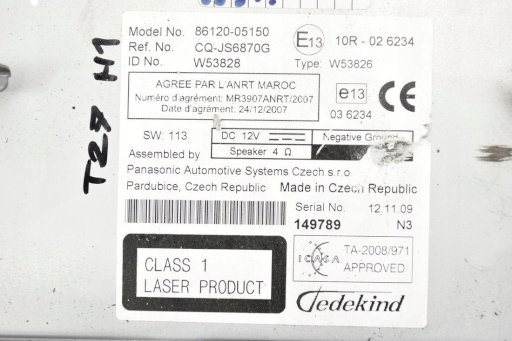 Model No. 86120-05150
Ref. No. CQ-JS6870G
ID No. W53828
E13 10R - 02 6234
Type: W53826
AGREE PAR L'ANRT MAROC
Numéro d'agrément: MR3907ANRT/2007
Date d'agrément: 24/12/2007
e13 CE
03 6234
SW: 113 DC 12V Negative Ground
Speaker 4 Ω
Assembled by
Panasonic Automotive Systems Czech s.r.o
Pardubice, Czech Republic Made in Czech Republic
Serial No. 12.11.09
149789 N3
CLASS 1
LASER PRODUCT
ICASA TA-2008/971
APPROVED
Tedekind
T27 H1